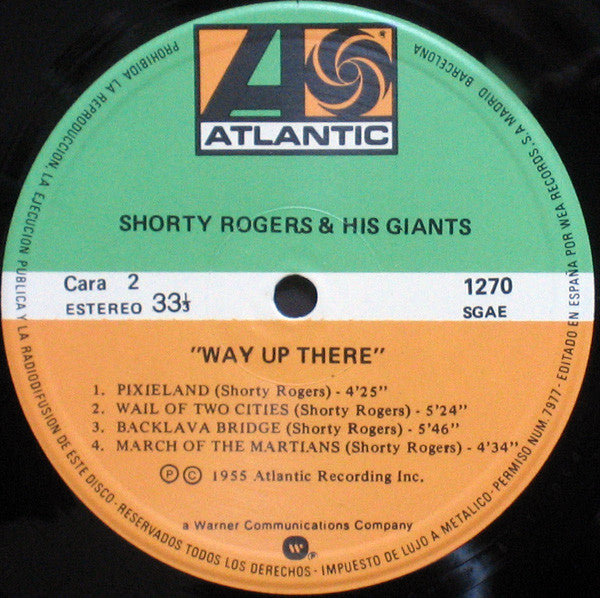 ATLANTIC
SHORTY ROGERS & HIS GIANTS
Cara 2
ESTEREO 33⅓
1270
SGAE
"WAY UP THERE"
1. PIXIELAND (Shorty Rogers) - 4'25"
2. WAIL OF TWO CITIES (Shorty Rogers) - 5'24"
3. BACKLAVA BRIDGE (Shorty Rogers) - 5'46"
4. MARCH OF THE MARTIANS (Shorty Rogers) - 4'34"
Ⓟ © 1955 Atlantic Recording Inc.
a Warner Communications Company
®
PROHIBIDA LA REPRODUCCION, LA EJECUCION PUBLICA Y LA RADIODIFUSION DE ESTE DISCO - RESERVADOS TODOS LOS DERECHOS - IMPUESTO DE LUJO A METALICO - PERMISO NUM. 7977 - EDITADO EN ESPAÑA POR WEA RECORDS, S.A. MADRID BARCELONA